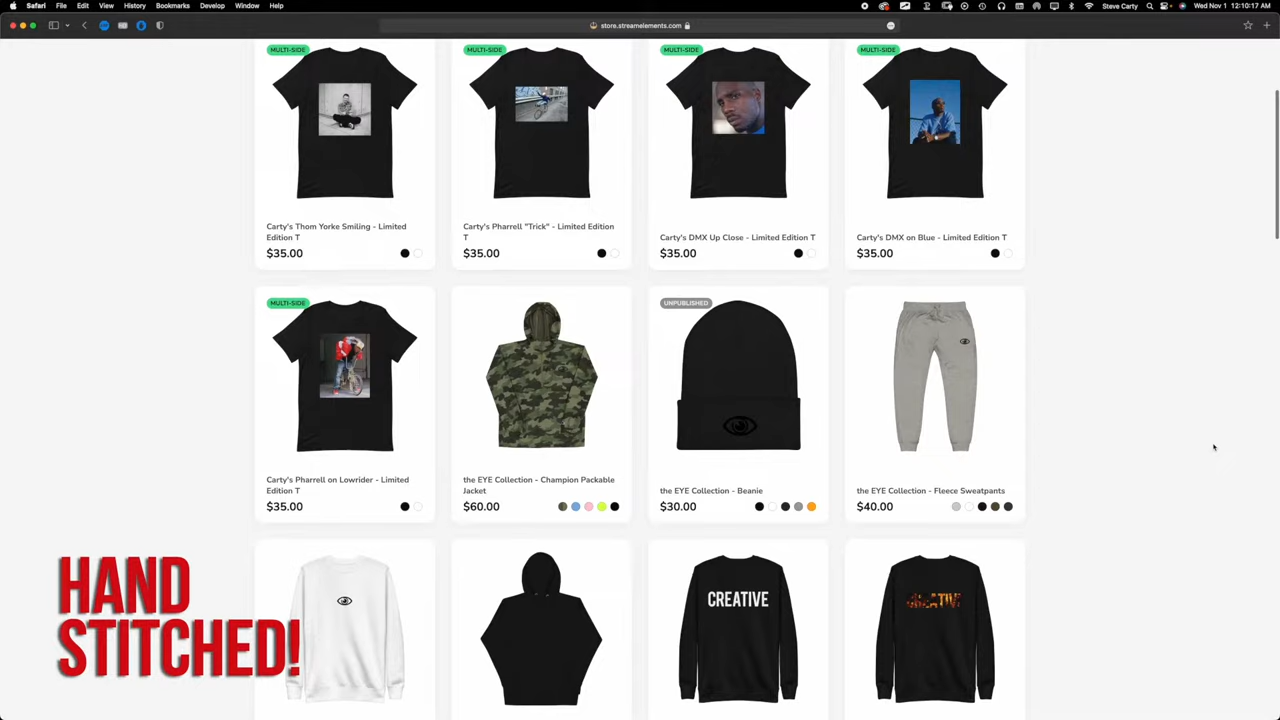 Safari File Edit View History Bookmarks Develop Window Help
Steve Carty Wed Nov 1 12:10:17 AM
store.streamelements.com
MULTI-SIDE MULTI-SIDE MULTI-SIDE MULTI-SIDE
Carty's Thom Yorke Smiling - Limited
Edition T
$35.00
Carty's Pharrell "Trick" - Limited Edition
T
$35.00
Carty's DMX Up Close - Limited Edition T
$35.00
Carty's DMX on Blue - Limited Edition T
$35.00
MULTI-SIDE
Carty's Pharrell on Lowrider - Limited
Edition T
$35.00
the EYE Collection - Champion Packable
Jacket
$60.00
UNPUBLISHED
the EYE Collection - Beanie
$30.00
the EYE Collection - Fleece Sweatpants
$40.00
HAND
STITCHED!
CREATIVE
CREATIVE